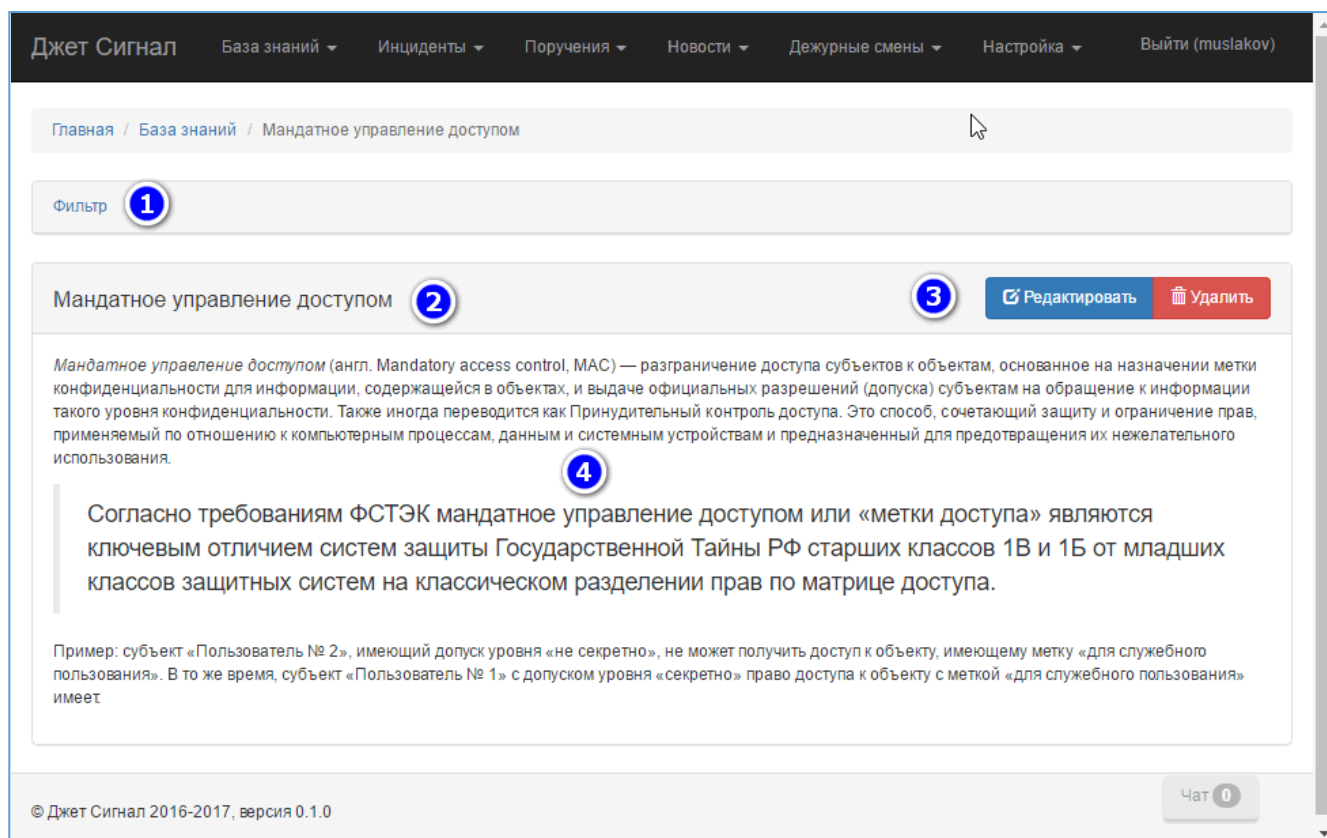 Джет Сигнал База знаний Инциденты Поручения Новости Дежурные смены Настройка Выйти (muslakov)
Главная / База знаний / Мандатное управление доступом
Фильтр 1
Мандатное управление доступом 2 3 Редактировать Удалить
Мандатное управление доступом (англ. Mandatory access control, MAC) — разграничение доступа субъектов к объектам, основанное на назначении метки
конфиденциальности для информации, содержащейся в объектах, и выдаче официальных разрешений (допуска) субъектам на обращение к информации
такого уровня конфиденциальности. Также иногда переводится как Принудительный контроль доступа. Это способ, сочетающий защиту и ограничение прав,
применяемый по отношению к компьютерным процессам, данным и системным устройствам и предназначенный для предотвращения их нежелательного
использования.
4
Согласно требованиям ФСТЭК мандатное управление доступом или «метки доступа» являются
ключевым отличием систем защиты Государственной Тайны РФ старших классов 1В и 1Б от младших
классов защитных систем на классическом разделении прав по матрице доступа.
Пример: субъект «Пользователь № 2», имеющий допуск уровня «не секретно», не может получить доступ к объекту, имеющему метку «для служебного
пользования». В то же время, субъект «Пользователь № 1» с допуском уровня «секретно» право доступа к объекту с меткой «для служебного пользования»
имеет.
© Джет Сигнал 2016-2017, версия 0.1.0
Чат 0